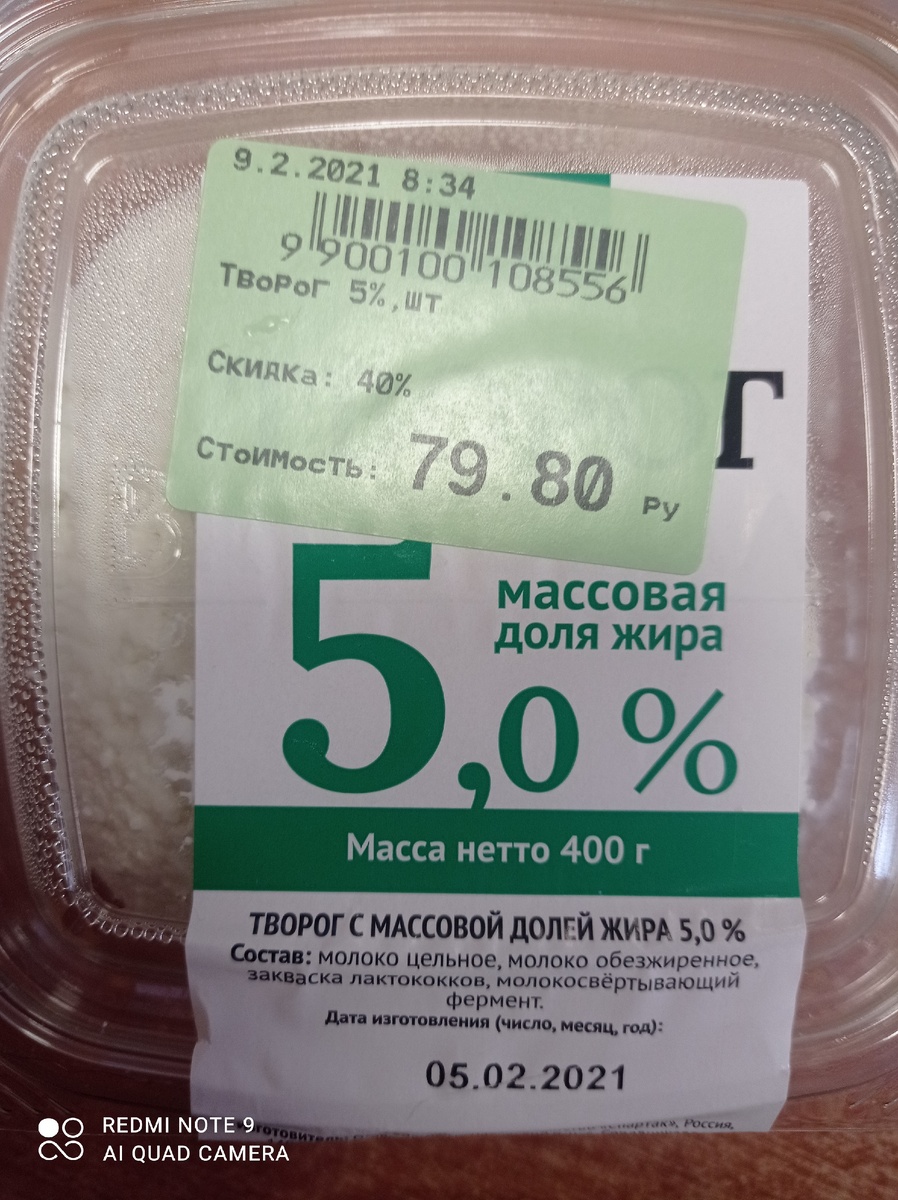 9.2.2021 8:34
9 900100 108556
Творог 5%,шт
Скидка: 40%
Стоимость: 79.80 Ру
Т
массовая
доля жира
5,0 %
Масса нетто 400 г
ТВОРОГ С МАССОВОЙ ДОЛЕЙ ЖИРА 5,0 %
Состав: молоко цельное, молоко обезжиренное,
закваска лактококков, молокосвёртывающий
фермент.
Дата изготовления (число, месяц, год):
05.02.2021
Россия,
REDMI NOTE 9
AI QUAD CAMERA